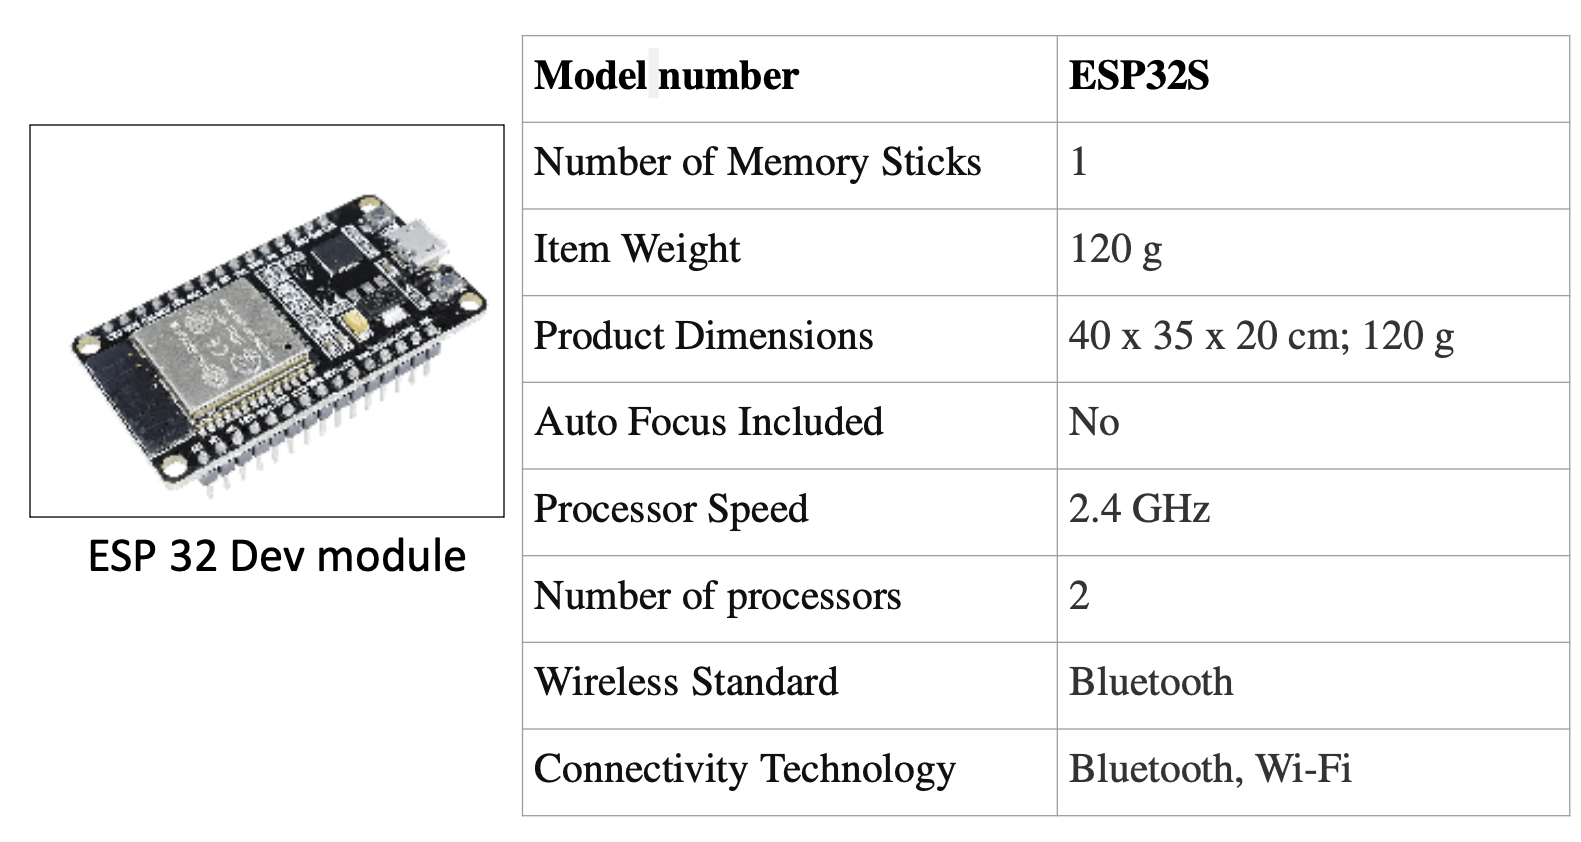 Model number ESP32S
Number of Memory Sticks 1
Item Weight 120 g
Product Dimensions 40 x 35 x 20 cm; 120 g
Auto Focus Included No
Processor Speed 2.4 GHz
Number of processors 2
Wireless Standard Bluetooth
Connectivity Technology Bluetooth, Wi-Fi
ESP 32 Dev module